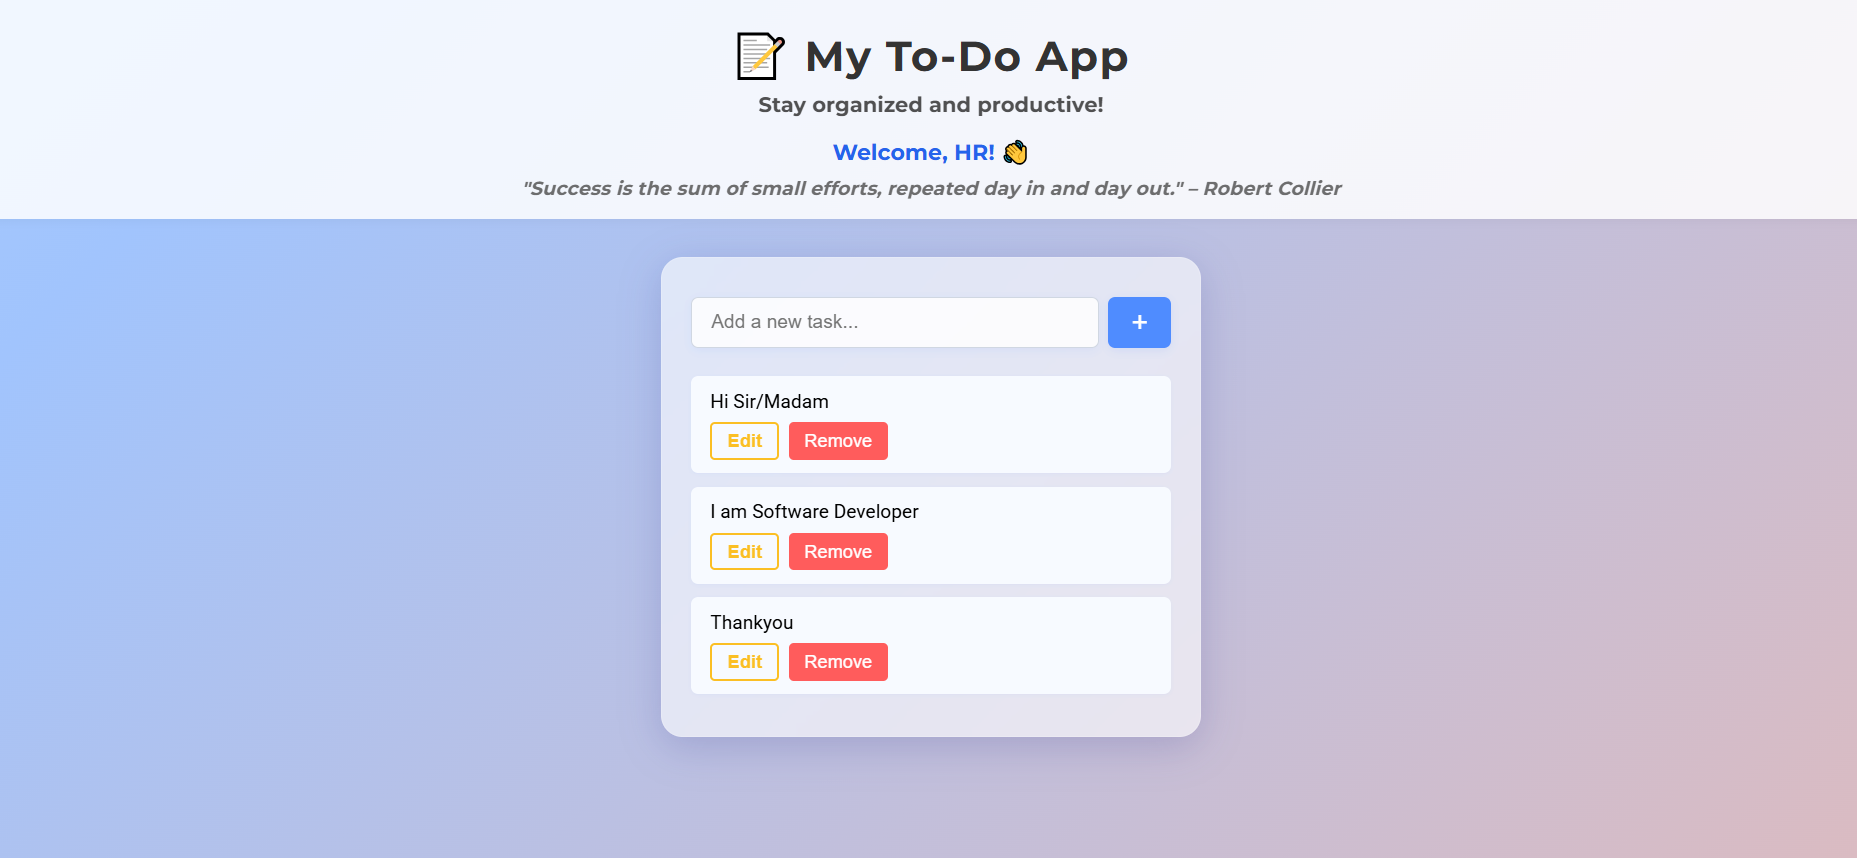 📝 My To-Do App
Stay organized and productive!
Welcome, HR! 👏
"Success is the sum of small efforts, repeated day in and day out." – Robert Collier
Add a new task...
+
Hi Sir/Madam
Edit Remove
I am Software Developer
Edit Remove
Thankyou
Edit Remove